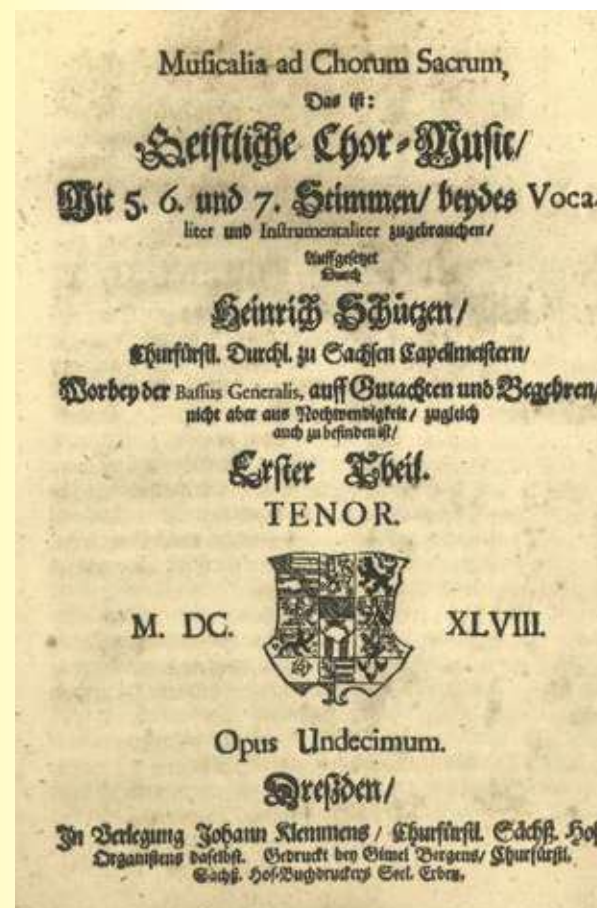 Musicalia ad Chorum Sacrum,
Das ist:
Geistliche Chor-Music/
Mit 5. 6. und 7. Stimmen/ beydes Voca-
liter und Instrumentaliter zugebrauchen/
Auffgesetzet
Durch
Heinrich Schützen/
Churfürstl. Durchl. zu Sachsen Capellmeistern/
Worbey der Bassus Generalis, auff Gutachten und Begehren/
nicht aber aus Nothwendigkeit/ zugleich
auch zu befinden ist/
Erster Theil.
TENOR.
M. DC. XLVIII.
Opus Undecimum.
Dreßden/
In Verlegung Johann Klemmens/ Churfürstl. Sächß. Hof
Organistens daselbst. Gedruckt bey Gimel Bergens/ Churfürstl.
Sächß. Hof-Buchdruckers Seel. Erben.